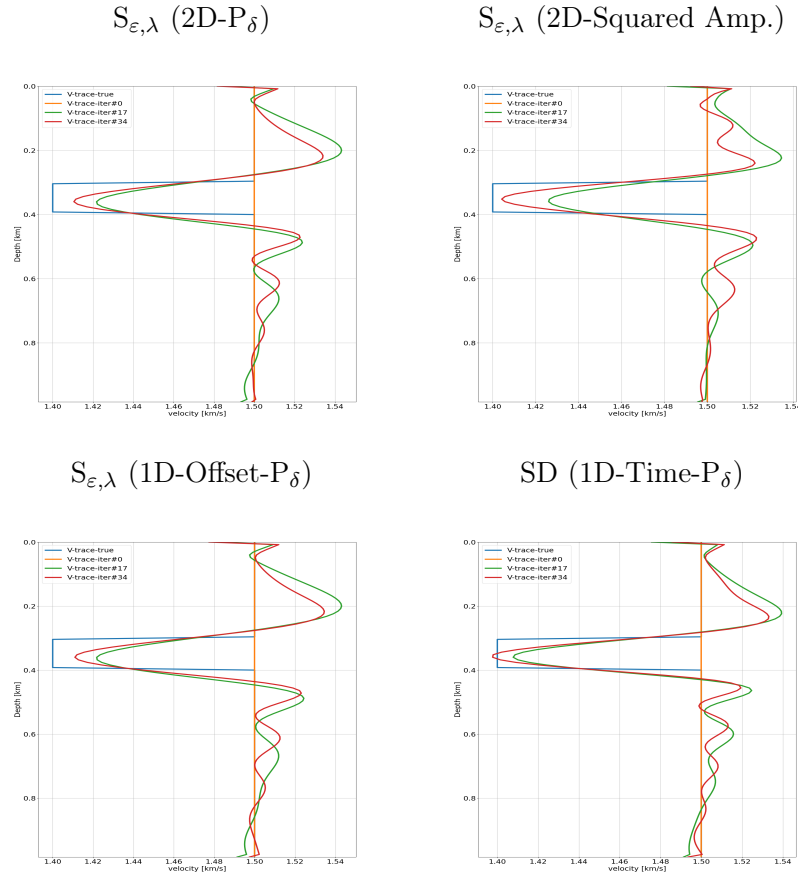 S_{ε,λ} (2D-P_δ)
S_{ε,λ} (2D-Squared Amp.)
V-trace-true
V-trace-iter#0
V-trace-iter#17
V-trace-iter#34
0.0
0.2
0.4
0.6
0.8
Depth [km]
1.40 1.42 1.44 1.46 1.48 1.50 1.52 1.54
velocity [km/s]
V-trace-true
V-trace-iter#0
V-trace-iter#17
V-trace-iter#34
0.0
0.2
0.4
0.6
0.8
Depth [km]
1.40 1.42 1.44 1.46 1.48 1.50 1.52 1.54
velocity [km/s]
S_{ε,λ} (1D-Offset-P_δ)
SD (1D-Time-P_δ)
V-trace-true
V-trace-iter#0
V-trace-iter#17
V-trace-iter#34
0.0
0.2
0.4
0.6
0.8
Depth [km]
1.40 1.42 1.44 1.46 1.48 1.50 1.52 1.54
velocity [km/s]
V-trace-true
V-trace-iter#0
V-trace-iter#17
V-trace-iter#34
0.0
0.2
0.4
0.6
0.8
Depth [km]
1.40 1.42 1.44 1.46 1.48 1.50 1.52 1.54
velocity [km/s]